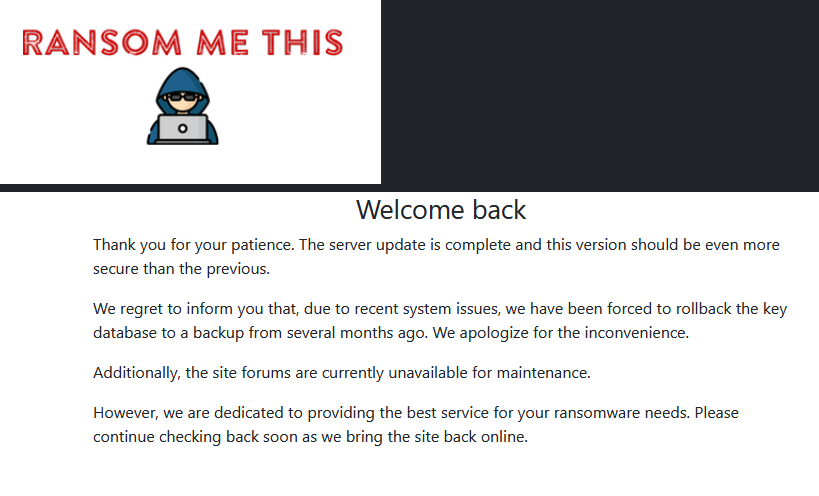 RANSOM ME THIS
Welcome back
Thank you for your patience. The server update is complete and this version should be even more
secure than the previous.
We regret to inform you that, due to recent system issues, we have been forced to rollback the key
database to a backup from several months ago. We apologize for the inconvenience.
Additionally, the site forums are currently unavailable for maintenance.
However, we are dedicated to providing the best service for your ransomware needs. Please
continue checking back soon as we bring the site back online.